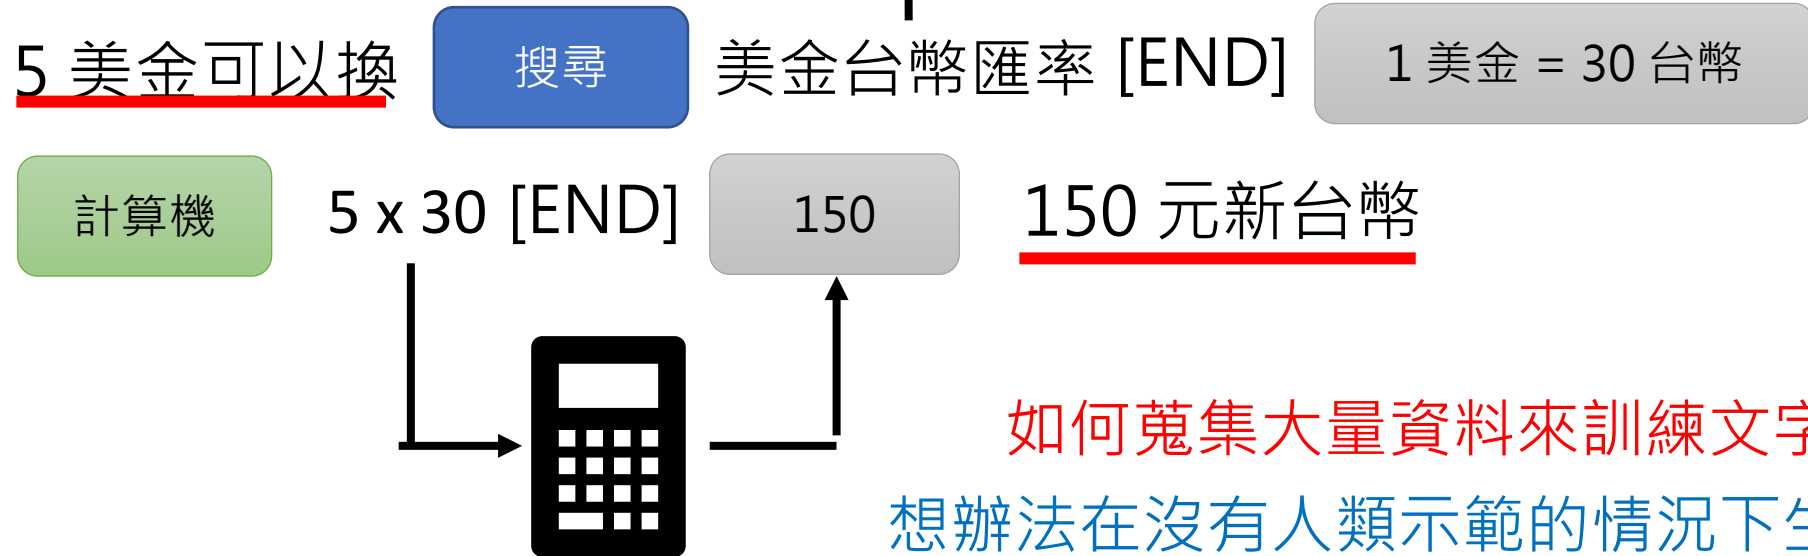 5 美金可以換 搜尋 美金台幣匯率 [END] 1 美金 = 30 台幣
計算機 5 x 30 [END] 150 150 元新台幣
如何蒐集大量資料來訓練文字
想辦法在沒有人類示範的情況下生